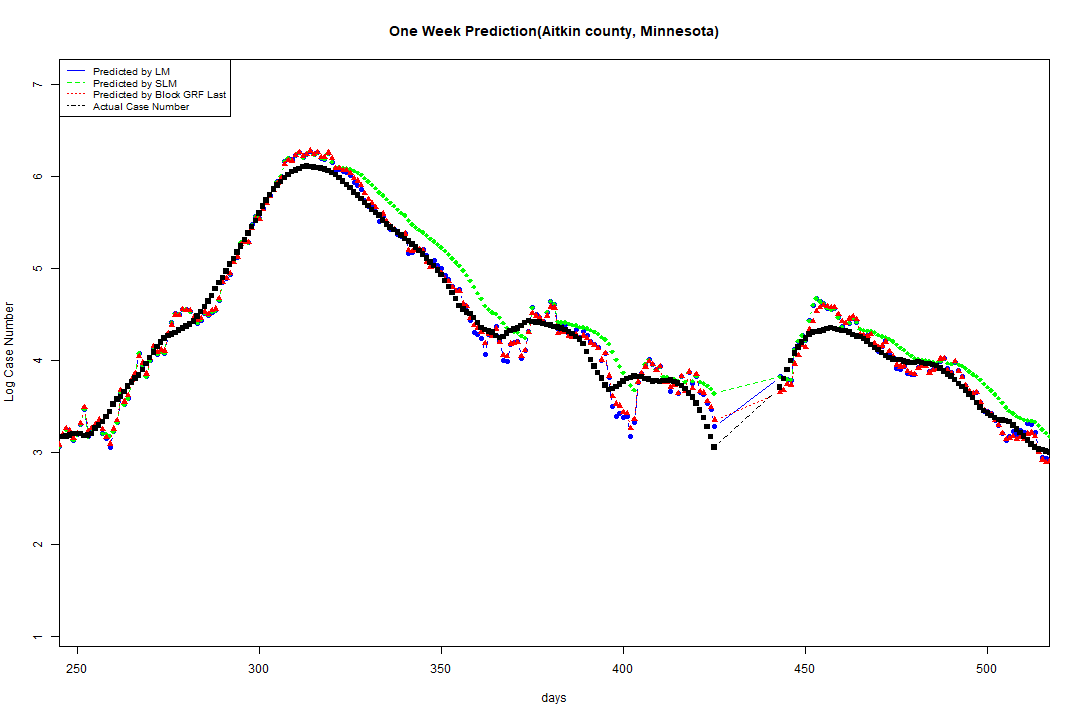 One Week Prediction(Aitkin county, Minnesota)
Predicted by LM
Predicted by SLM
Predicted by Block GRF Last
Actual Case Number
Log Case Number
7
6
5
4
3
2
1
250 300 350 400 450 500
days